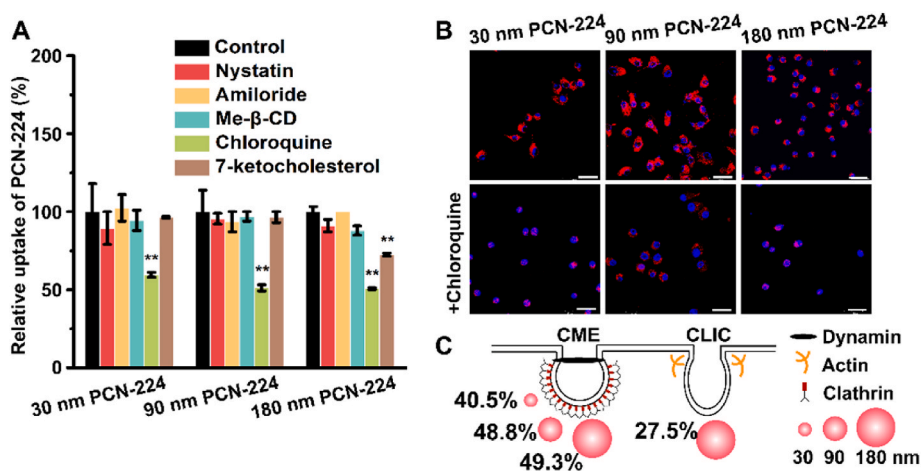 A
Relative uptake of PCN-224 (%)
200
150
100
50
0
Control
Nystatin
Amiloride
Me-β-CD
Chloroquine
7-ketocholesterol
**
**
**
**
30 nm PCN-224
90 nm PCN-224
180 nm PCN-224
B
30 nm PCN-224
90 nm PCN-224
180 nm PCN-224
+Chloroquine
C
CME
CLIC
40.5%
48.8%
49.3%
27.5%
Dynamin
Actin
Clathrin
30 90 180 nm